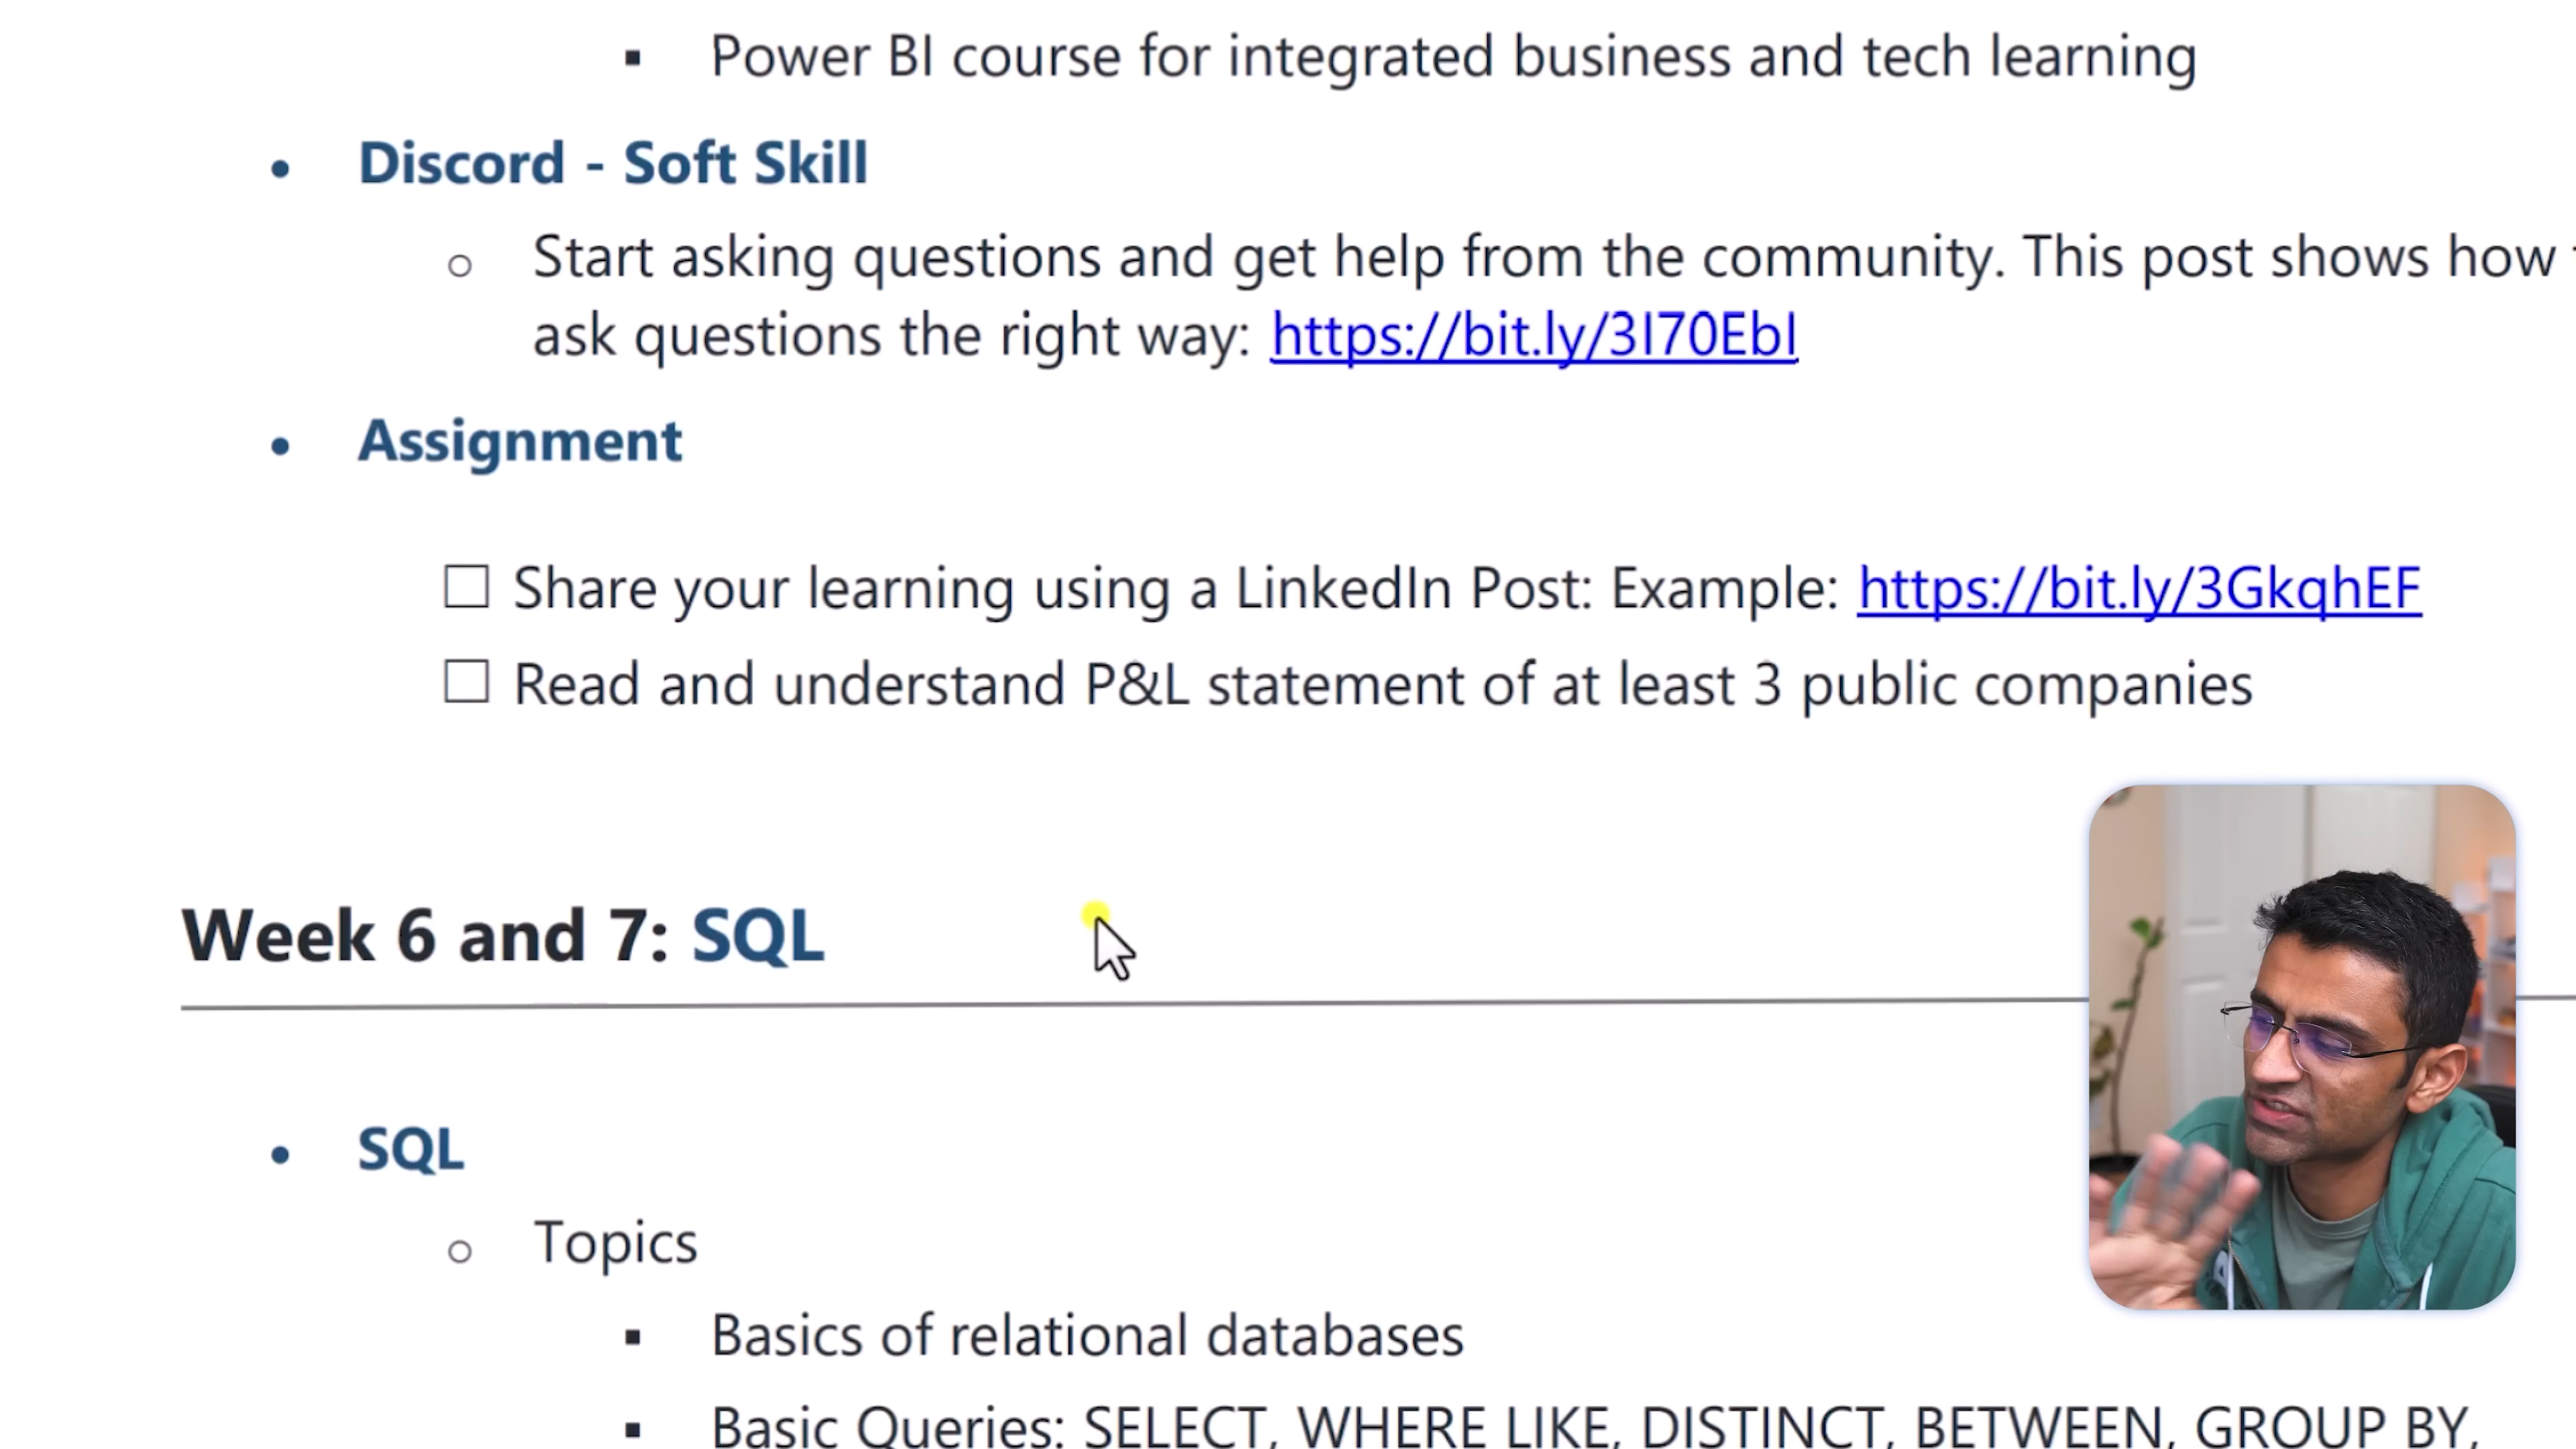 ▪ Power BI course for integrated business and tech learning
• Discord - Soft Skill
○ Start asking questions and get help from the community. This post shows how
ask questions the right way: https://bit.ly/3I70EbI
• Assignment
☐ Share your learning using a LinkedIn Post: Example: https://bit.ly/3GkqhEF
☐ Read and understand P&L statement of at least 3 public companies
Week 6 and 7: SQL
• SQL
○ Topics
▪ Basics of relational databases
▪ Basic Queries: SELECT, WHERE LIKE, DISTINCT, BETWEEN, GROUP BY,